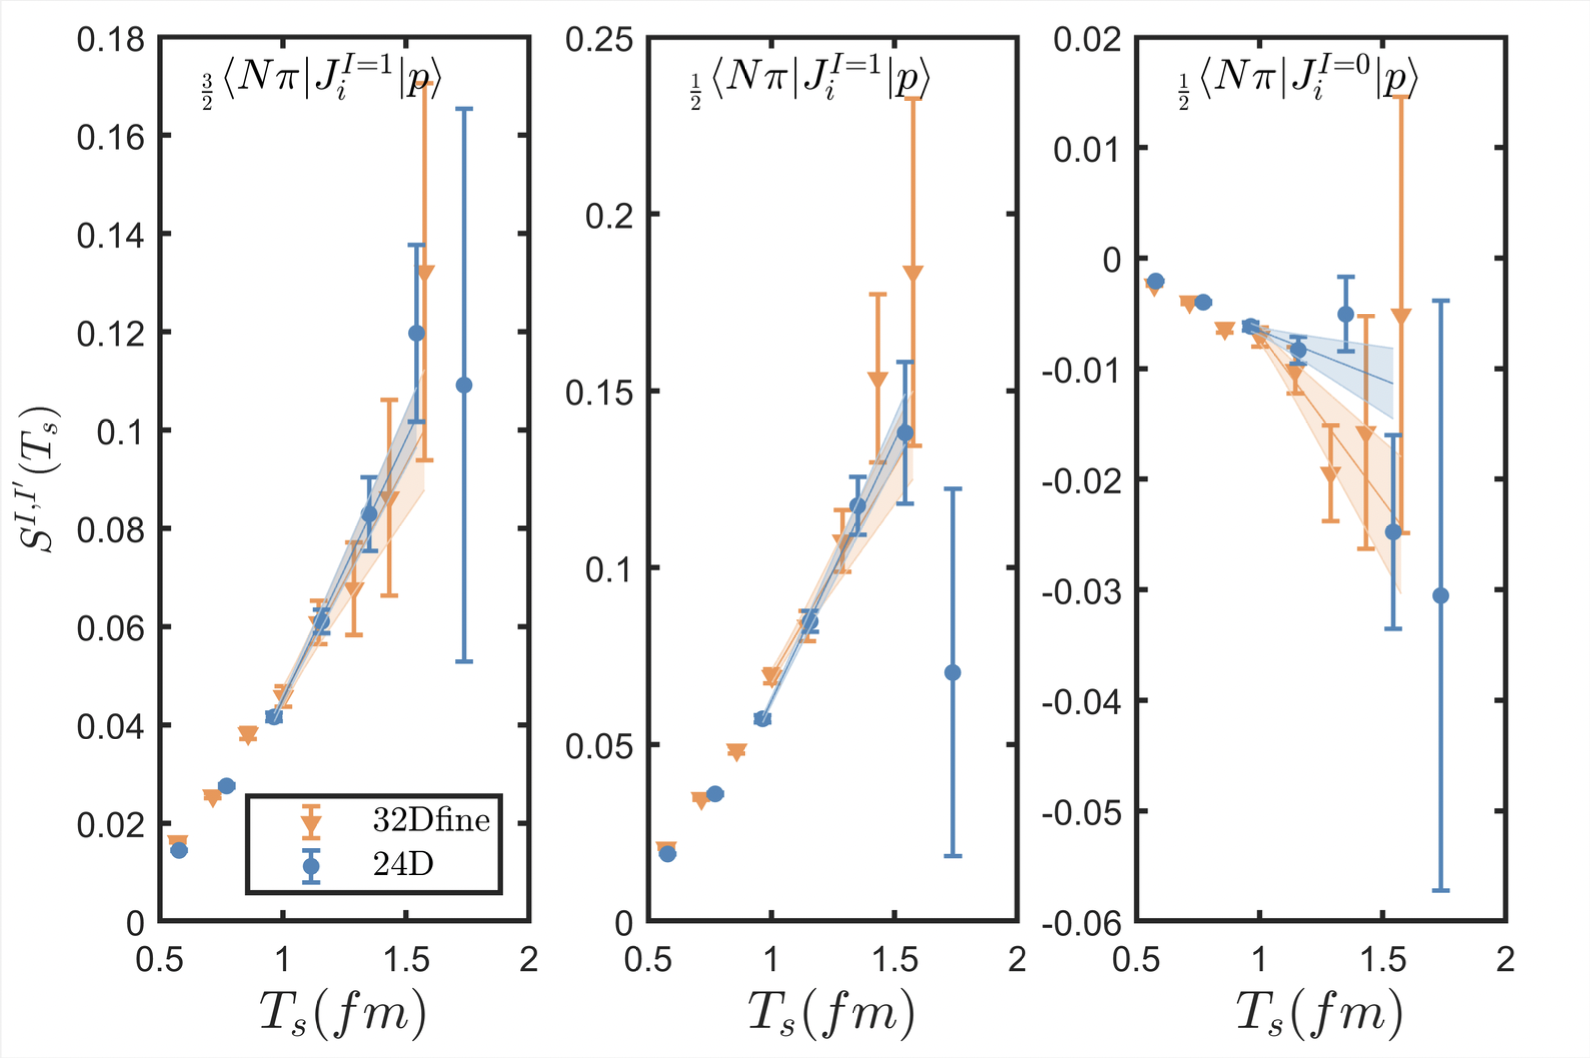 S^{I,I'}(T_s)
0.18
0.16
0.14
0.12
0.1
0.08
0.06
0.04
0.02
0
0.5 1 1.5 2
T_s(fm)
\frac{3}{2}⟨Nπ|J_i^{I=1}|p⟩
32Dfine
24D
0.25
0.2
0.15
0.1
0.05
0
0.5 1 1.5 2
T_s(fm)
\frac{1}{2}⟨Nπ|J_i^{I=1}|p⟩
0.02
0.01
0
-0.01
-0.02
-0.03
-0.04
-0.05
-0.06
0.5 1 1.5 2
T_s(fm)
\frac{1}{2}⟨Nπ|J_i^{I=0}|p⟩